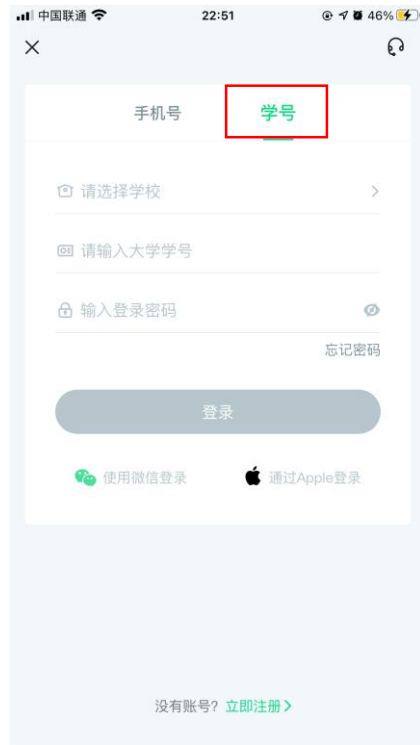 中国联通 22:51 46%
手机号 学号
请选择学校
请输入大学学号
输入登录密码
忘记密码
登录
使用微信登录 通过Apple登录
没有账号? 立即注册